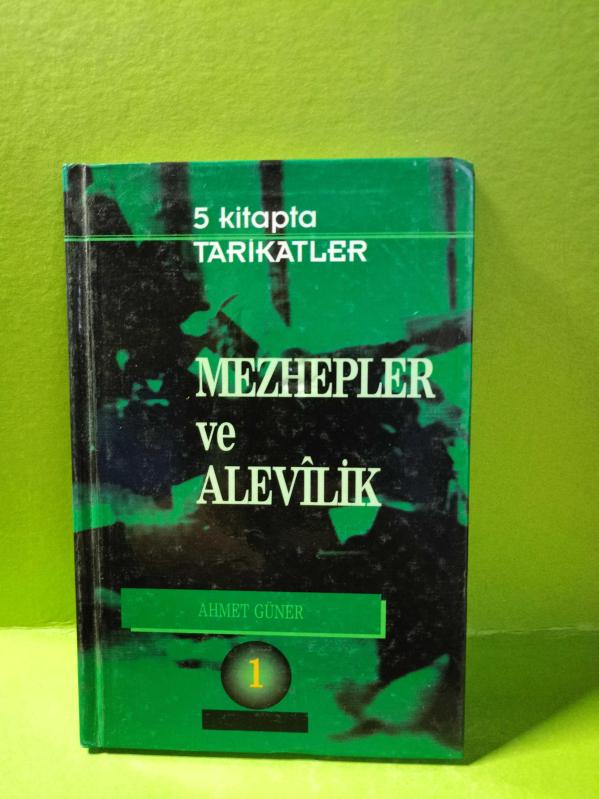 5 kitapta
TARİKATLER
MEZHEPLER
ve
ALEVÎLİK
AHMET GÜNER
1